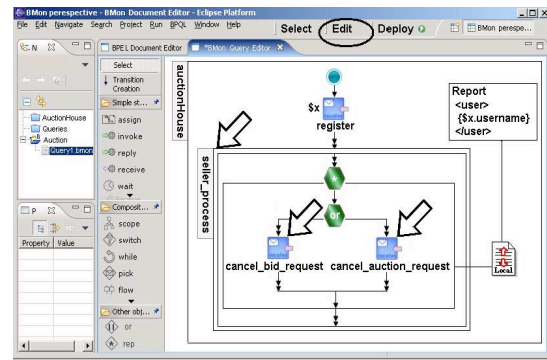 BMon perespective - BMon Document Editor - Eclipse Platform
File Edit Navigate Search Project Run BPQL Window Help
Select Edit Deploy
BMon perespe...
N
BPEL Document Editor
*BMon Query Editor
Select
Transition
Creation
Simple st...
assign
invoke
reply
receive
wait
Composit...
scope
switch
while
pick
flow
Other obj...
or
rep
AuctionHouse
Queries
Auction
Query1.bmon
P
Property Value
auctionHouse
$x
register
seller_process
or
cancel_bid_request
cancel_auction_request
Report
<user>
{$x.username}
</user>
Local